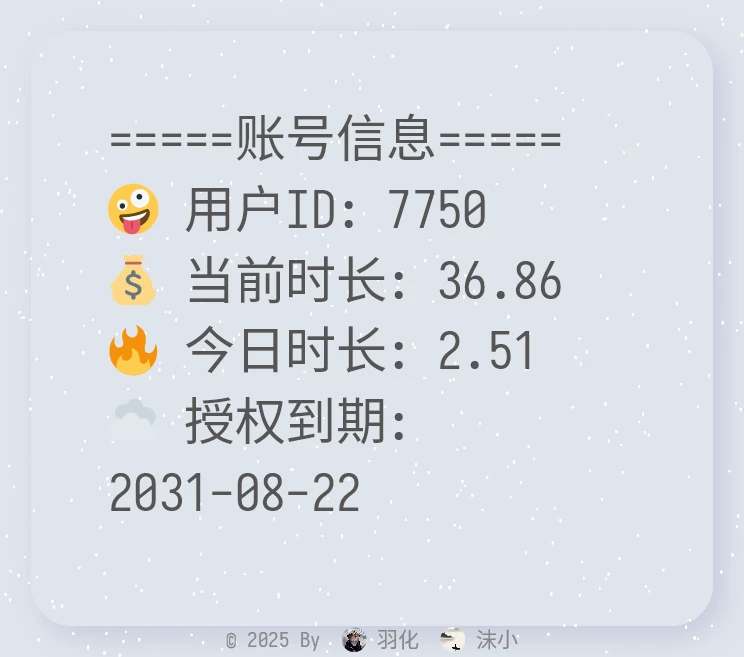 =====账号信息=====
🤪 用户ID: 7750
💰 当前时长: 36.86
🔥 今日时长: 2.51
☁️ 授权到期:
2031-08-22
© 2025 By 羽化 沫小